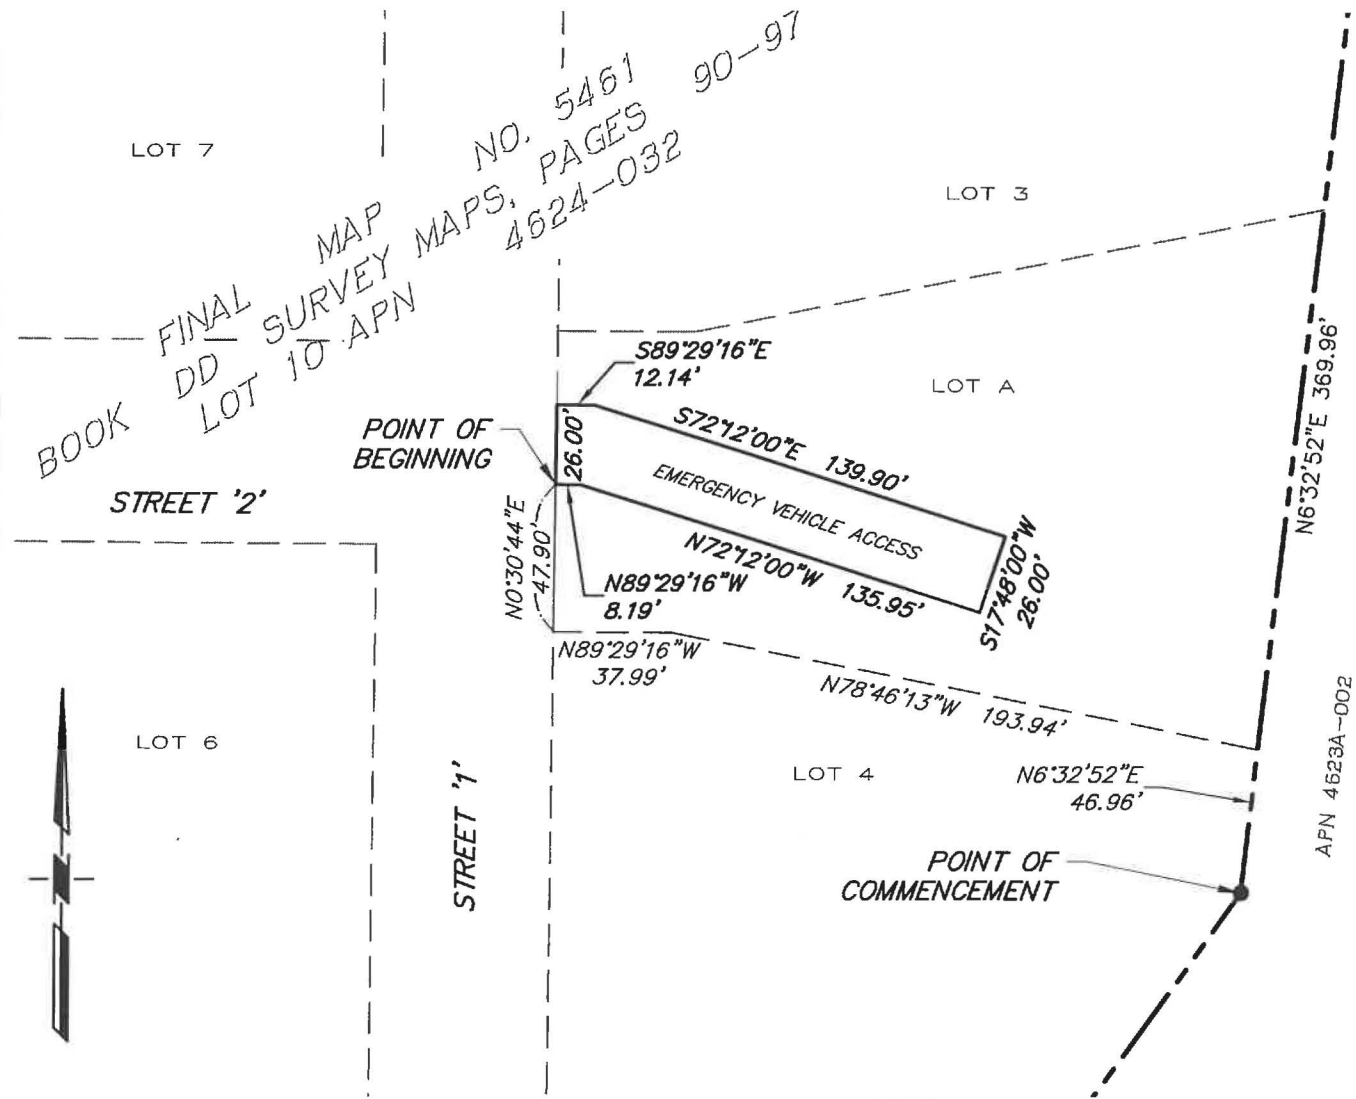 FINAL MAP NO. 5461
BOOK DD SURVEY MAPS, PAGES 90-97
LOT 10 APN 4624-032
LOT 7
LOT 3
S89°29'16"E
12.14'
LOT A
N6°32'52"E 369.96'
POINT OF
BEGINNING
26.00'
S72°12'00"E 139.90'
EMERGENCY VEHICLE ACCESS
STREET '2'
N72°12'00"W 135.95'
S17°48'00"W
26.00'
N0°30'44"E
47.90'
N89°29'16"W
8.19'
N89°29'16"W
37.99'
N78°46'13"W 193.94'
LOT 6
STREET '1'
LOT 4
N6°32'52"E
46.96'
APN 4623A-002
POINT OF
COMMENCEMENT
N